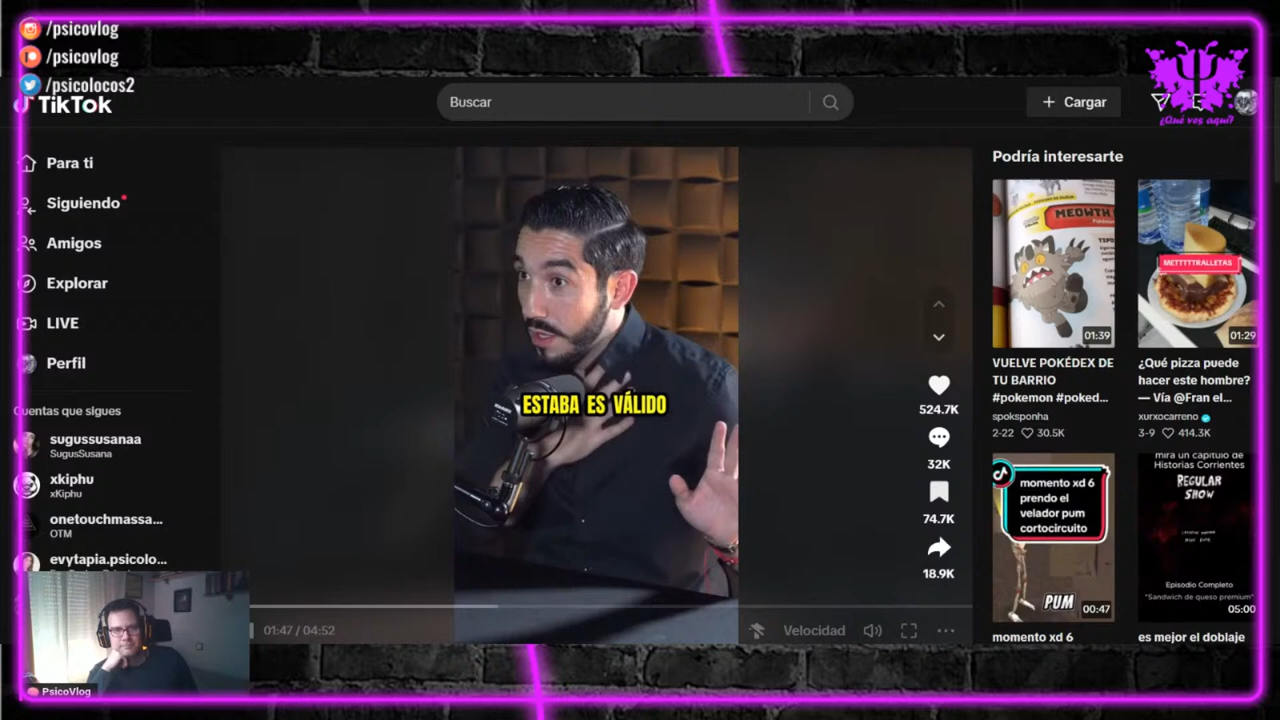 /psicovlog
/psicovlog
/psicolocos2
TikTok
Buscar
Cargar
¿Qué ves aquí?
Para ti
Siguiendo
Amigos
Explorar
LIVE
Perfil
Cuentas que sigues
sugussusanaa
SugusSusana
xkiphu
xKiphu
onetouchmassa...
OTM
evytapia.psicolo...
ESTABA ES VÁLIDO
524.7K
32K
74.7K
18.9K
01:47 / 04:52
Velocidad
Podría interesarte
MEOWTH
01:39
VUELVE POKÉDEX DE
TU BARRIO
#pokemon #poked...
spoksponha
2-22 30.5K
METTTTTRALLETAS
01:29
¿Qué pizza puede
hacer este hombre?
— Vía @Fran el...
xurxocarreno
3-9 414.3K
momento xd 6
prendo el
velador pum
cortocircuito
PUM
00:47
momento xd 6
mira un capitulo de
Historias Corrientes
REGULAR
SHOW
Episodio Completo
"Sandwich de queso premium"
05:00
es mejor el doblaje
PsicoVlog